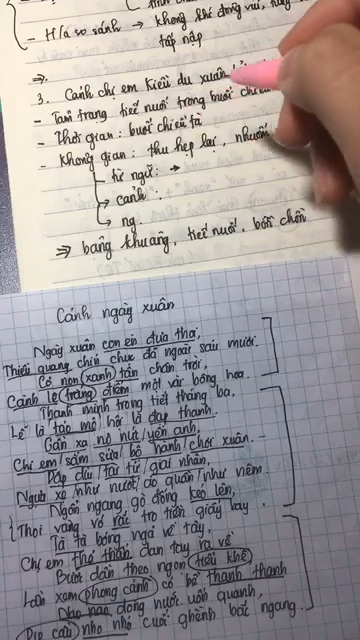 thức
- H/ả so sánh → không khí đông vui,
tấp nập
⇒.
3. Cảnh chị em Kiều du xuân
- Tâm trạng tiếc nuối trong buổi
- Thời gian: buổi chiều tà
- Không gian: thu hẹp lại, nhuốm
→ từ ngữ: →
→ cảnh:
→ ng.
⇒ bâng khuâng, tiếc nuối, bồn chồn
Cảnh ngày xuân
Ngày xuân con én đưa thoi,
Thiều quang chín chục đã ngoài sáu mươi.
Cỏ non (xanh) tận chân trời,
Cành lê (trắng) điểm một vài bông hoa.
Thanh minh trong tiết tháng ba,
Lễ là tảo mộ hội là đạp thanh.
Gần xa nô nức/yến anh,
Chị em/sắm sửa/bộ hành/chơi xuân.
Dập dìu/tài tử/giai nhân,
Ngựa xe/như nước/áo quần/như nêm.
Ngổn ngang gò đống kéo lên,
Thoi vàng vó rắc tro tiền giấy bay.
Tà tà bóng ngả về tây,
Chị em thơ thẩn dan tay ra về.
Bước dần theo ngọn tiểu khê,
Lần xem phong cảnh có bề thanh thanh
Nao nao dòng nước uốn quanh,
Dịp cầu nho nhỏ cuối ghềnh bắc ngang.